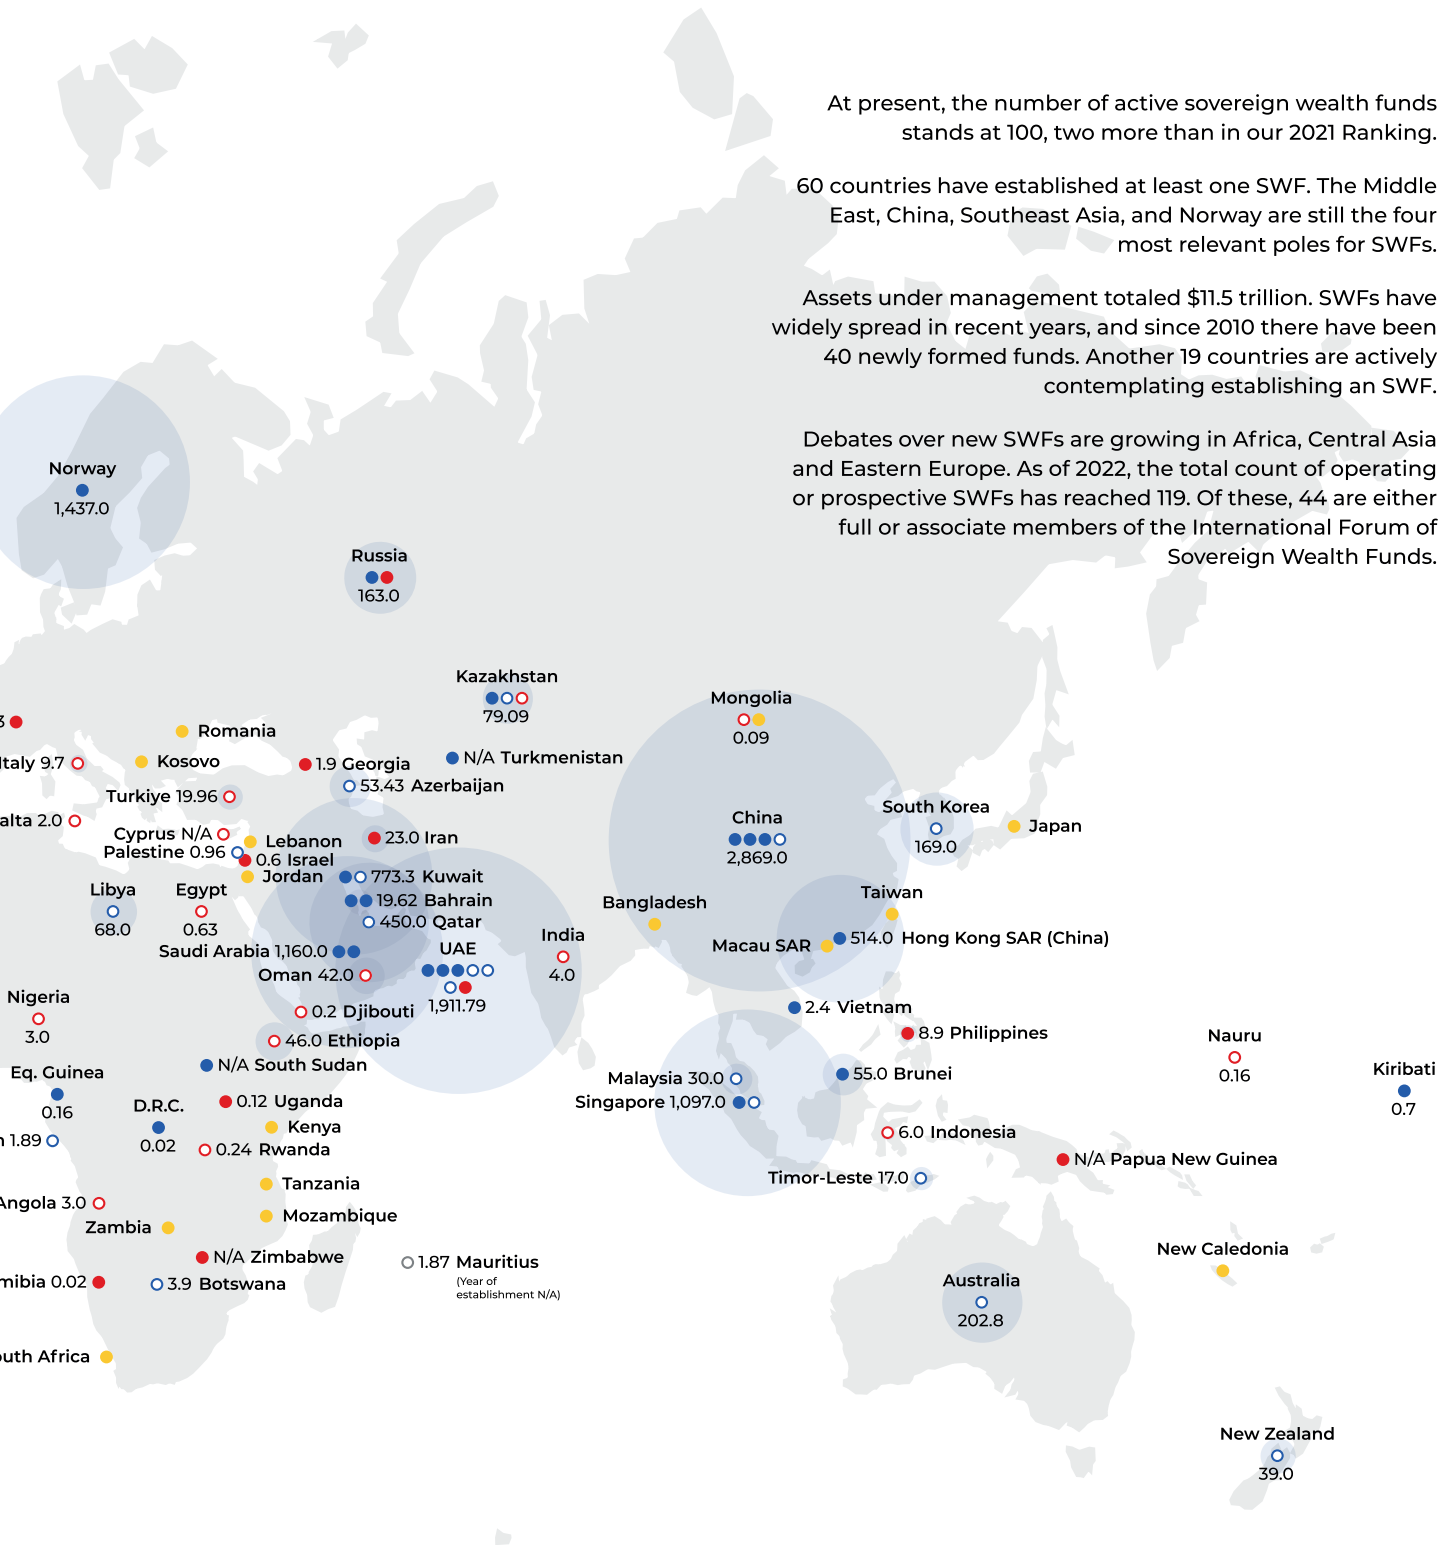 At present, the number of active sovereign wealth funds
stands at 100, two more than in our 2021 Ranking.
60 countries have established at least one SWF. The Middle
East, China, Southeast Asia, and Norway are still the four
most relevant poles for SWFs.
Assets under management totaled $11.5 trillion. SWFs have
widely spread in recent years, and since 2010 there have been
40 newly formed funds. Another 19 countries are actively
contemplating establishing an SWF.
Debates over new SWFs are growing in Africa, Central Asia
and Eastern Europe. As of 2022, the total count of operating
or prospective SWFs has reached 119. Of these, 44 are either
full or associate members of the International Forum of
Sovereign Wealth Funds.
Norway
1,437.0
Russia
163.0
Kazakhstan
79.09
Mongolia
0.09
3
Romania
Italy 9.7
Kosovo
1.9 Georgia
N/A Turkmenistan
53.43 Azerbaijan
Turkiye 19.96
alta 2.0
Cyprus N/A
Lebanon
23.0 Iran
Palestine 0.96
0.6 Israel
Jordan
773.3 Kuwait
19.62 Bahrain
450.0 Qatar
Libya
68.0
Egypt
0.63
Saudi Arabia 1,160.0
UAE
1,911.79
Oman 42.0
India
4.0
China
2,869.0
South Korea
169.0
Japan
Bangladesh
Taiwan
Macau SAR
514.0 Hong Kong SAR (China)
Nigeria
3.0
0.2 Djibouti
46.0 Ethiopia
N/A South Sudan
2.4 Vietnam
8.9 Philippines
Nauru
0.16
Kiribati
0.7
Eq. Guinea
0.16
D.R.C.
0.02
0.12 Uganda
Kenya
n 1.89
0.24 Rwanda
Malaysia 30.0
55.0 Brunei
Singapore 1,097.0
6.0 Indonesia
N/A Papua New Guinea
Timor-Leste 17.0
Tanzania
Angola 3.0
Mozambique
Zambia
N/A Zimbabwe
1.87 Mauritius
(Year of
establishment N/A)
mibia 0.02
3.9 Botswana
New Caledonia
Australia
202.8
outh Africa
New Zealand
39.0